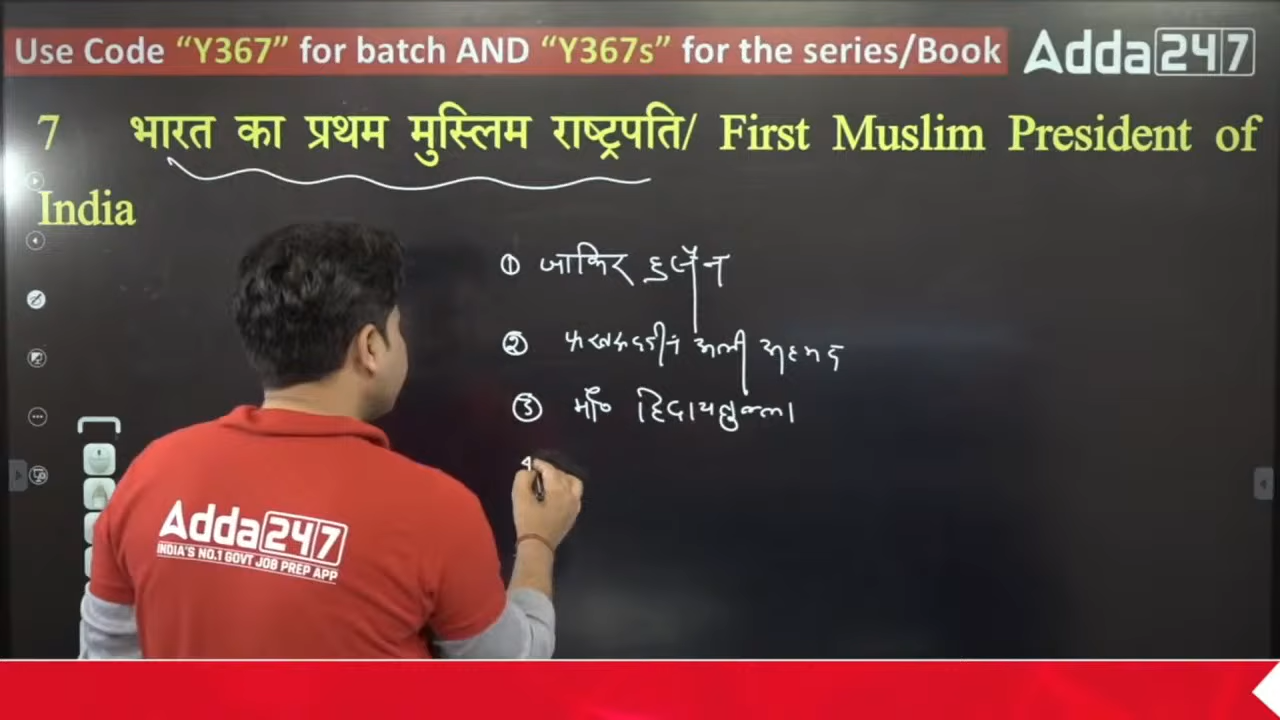 Use Code “Y367” for batch AND “Y367s” for the series/Book
Adda247
7 भारत का प्रथम मुस्लिम राष्ट्रपति/ First Muslim President of
India
① जाकिर हुसैन
② फखरुद्दीन अली अहमद
③ मो० हिदायतुल्ला
4
Adda247
INDIA'S NO.1 GOVT JOB PREP APP